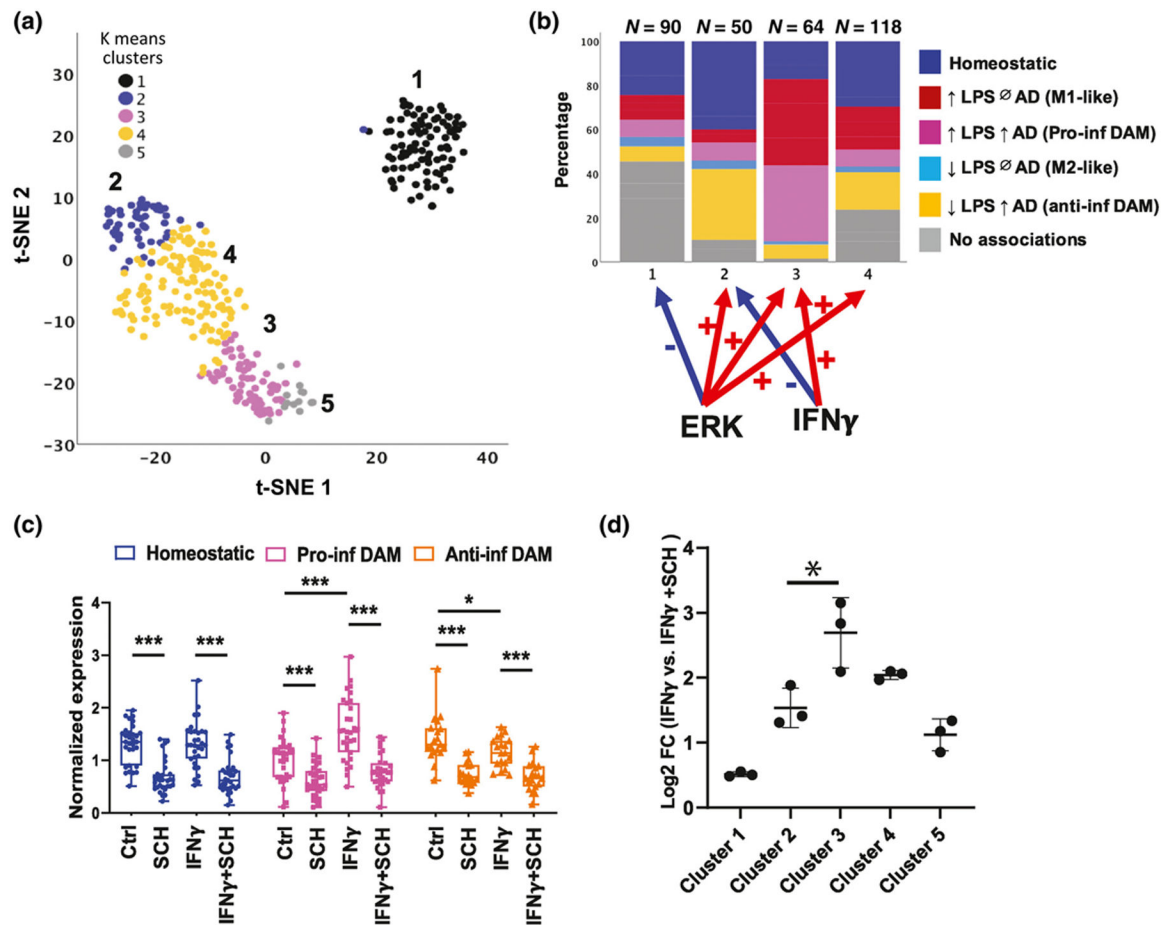 (a)
K means
clusters
1
2
3
4
5
1
2
4
3
5
30
20
10
0
−10
−20
−30
−20
0
20
40
t-SNE 2
t-SNE 1
(b)
N = 90 N = 50 N = 64 N = 118
100
80
60
40
20
0
Percentage
1 2 3 4
Homeostatic
↑ LPS ∅ AD (M1-like)
↑ LPS ↑ AD (Pro-inf DAM)
↓ LPS ∅ AD (M2-like)
↓ LPS ↑ AD (anti-inf DAM)
No associations
- + + + - + +
ERK IFNγ
(c)
Homeostatic Pro-inf DAM Anti-inf DAM
Normalized expression
4
3
2
1
0
*** *** *** *** *** * *** ***
Ctrl SCH IFNγ IFNγ+SCH Ctrl SCH IFNγ IFNγ+SCH Ctrl SCH IFNγ IFNγ+SCH
(d)
Log2 FC (IFNγ vs. IFNγ +SCH )
4
3
2
1
0
*
Cluster 1 Cluster 2 Cluster 3 Cluster 4 Cluster 5